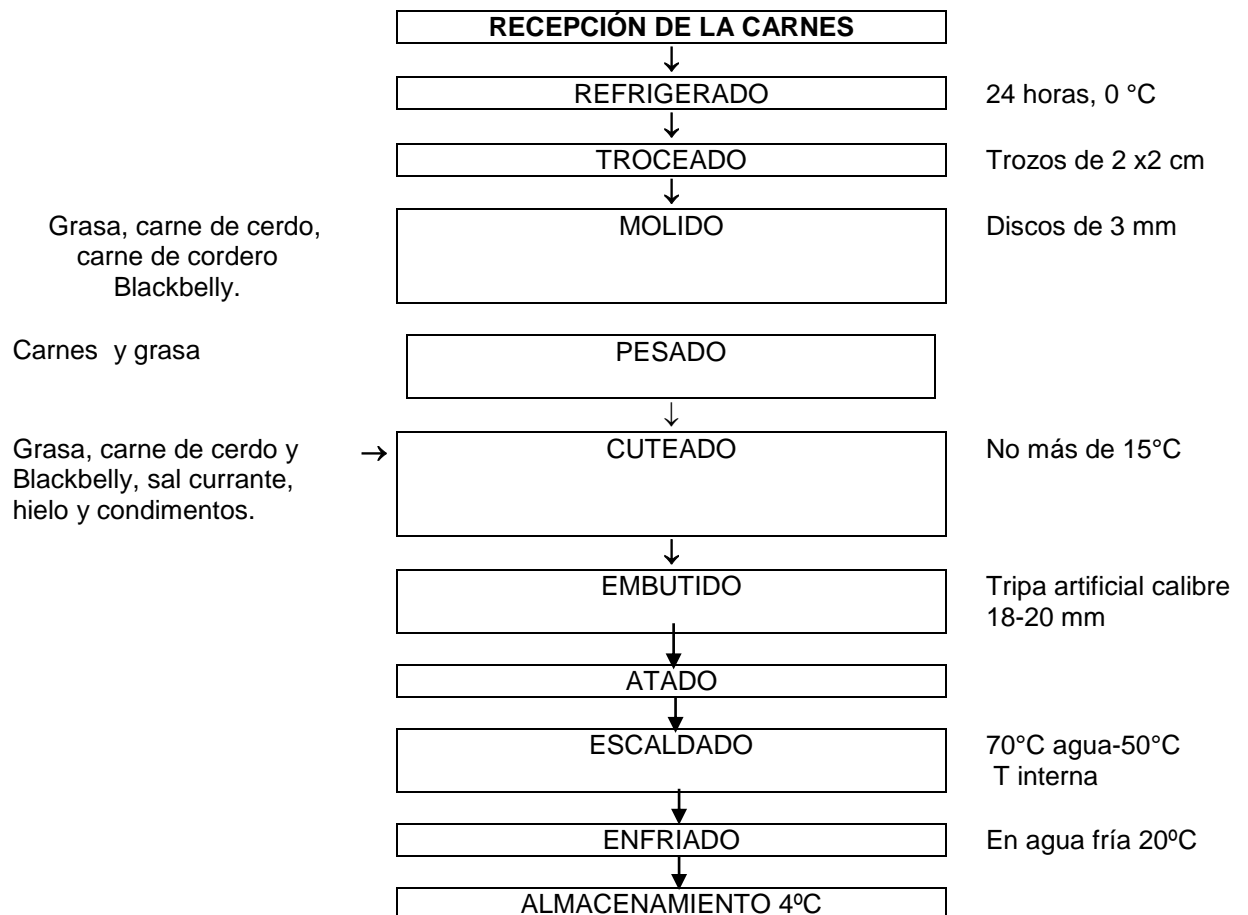 RECEPCIÓN DE LA CARNES
↓
REFRIGERADO
24 horas, 0 °C
↓
TROCEADO
Trozos de 2 x2 cm
↓
Grasa, carne de cerdo,
carne de cordero
Blackbelly.
MOLIDO
Discos de 3 mm
Carnes y grasa
PESADO
↓
Grasa, carne de cerdo y
Blackbelly, sal currante,
hielo y condimentos.
→
CUTEADO
No más de 15°C
↓
EMBUTIDO
Tripa artificial calibre
18-20 mm
ATADO
ESCALDADO
70°C agua-50°C
T interna
ENFRIADO
En agua fría 20ºC
ALMACENAMIENTO 4ºC